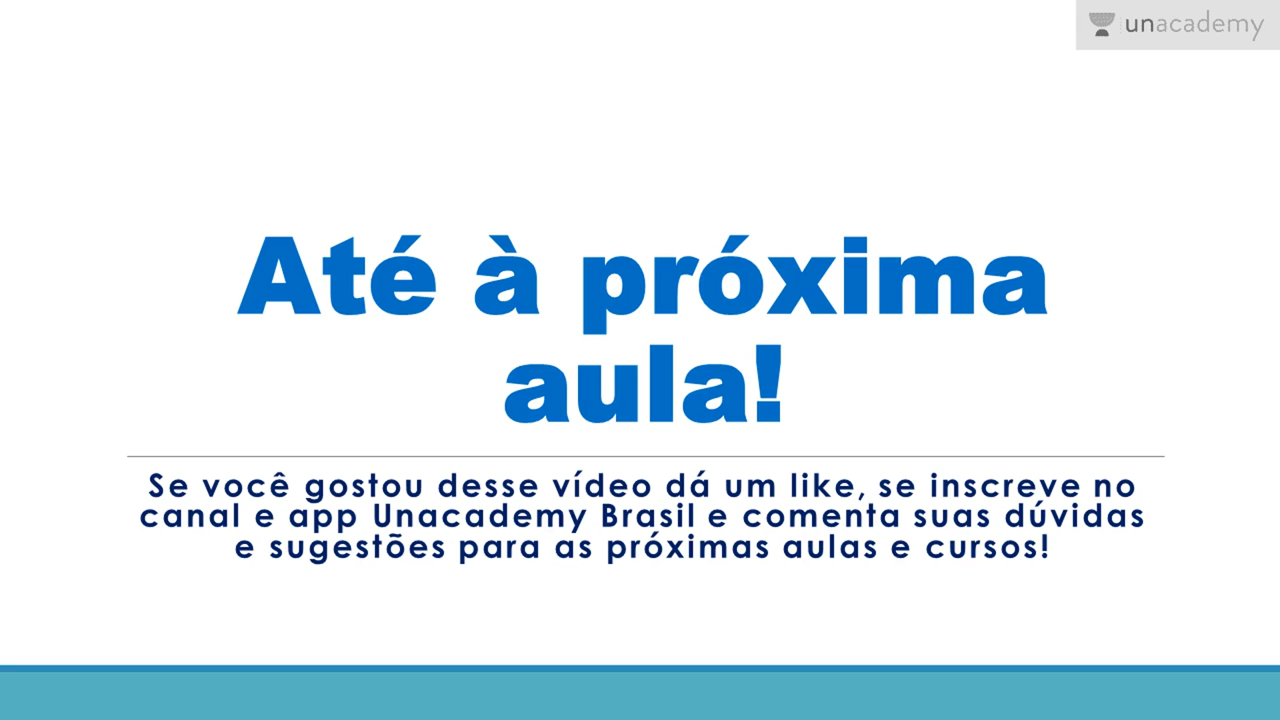 unacademy
Até à próxima
aula!
Se você gostou desse vídeo dá um like, se inscreve no
canal e app Unacademy Brasil e comenta suas dúvidas
e sugestões para as próximas aulas e cursos!